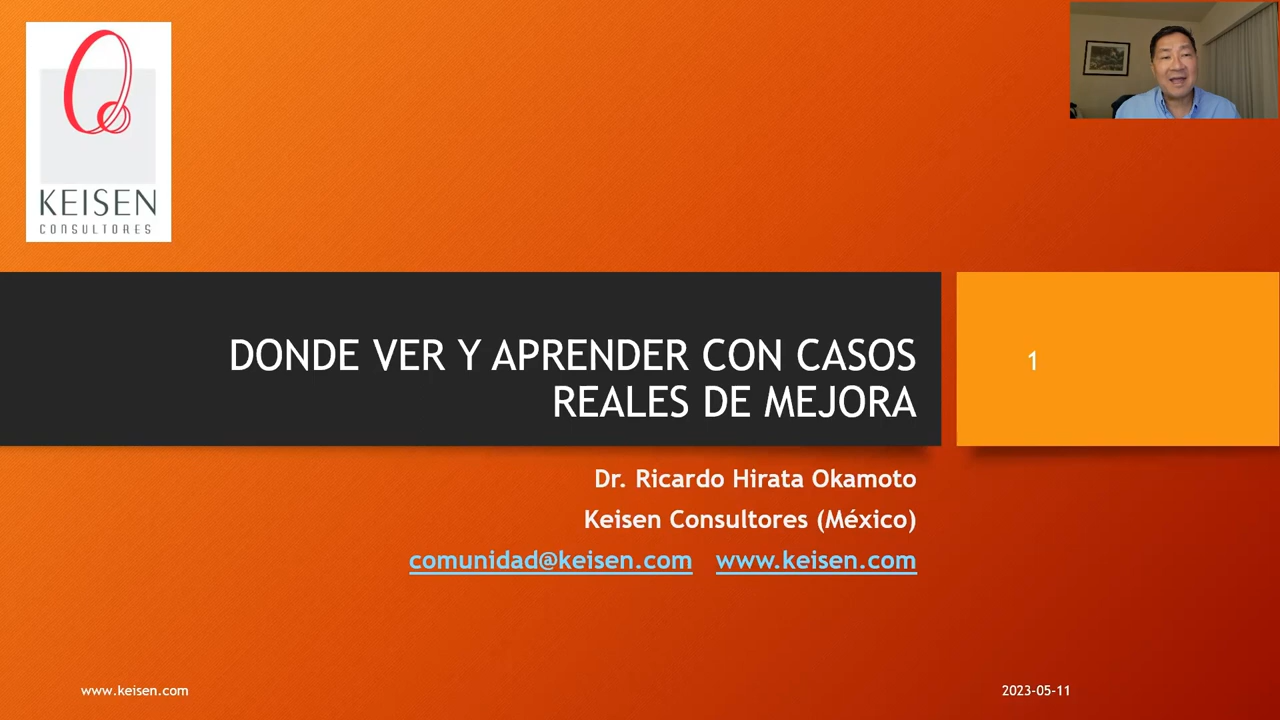 KEISEN
CONSULTORES
DONDE VER Y APRENDER CON CASOS
REALES DE MEJORA
1
Dr. Ricardo Hirata Okamoto
Keisen Consultores (México)
comunidad@keisen.com www.keisen.com
www.keisen.com
2023-05-11